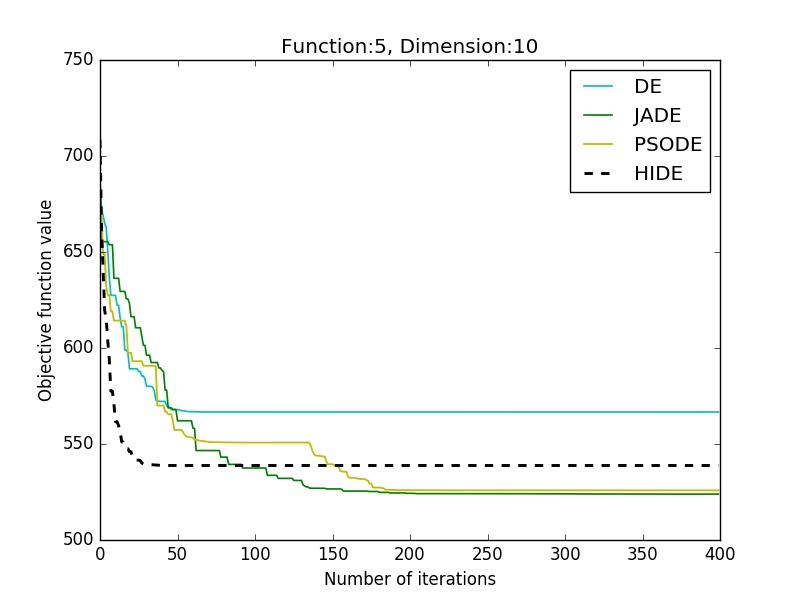 Function:5, Dimension:10
DE
JADE
PSODE
HIDE
Objective function value
750
700
650
600
550
500
0 50 100 150 200 250 300 350 400
Number of iterations